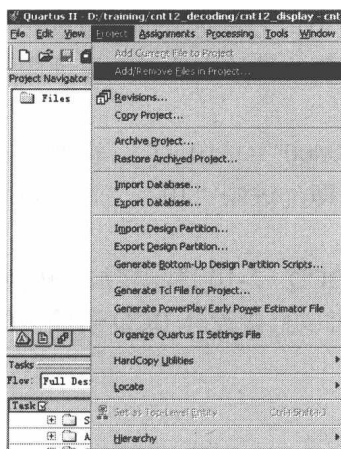 Quartus II - D:/training/cnt12_decoding/cnt12_display - cnt
File Edit View Project Assignments Processing Tools Window
Add Current File to Project
Add/Remove Files in Project...
Project Navigator
Files
Revisions...
Copy Project...
Archive Project...
Restore Archived Project...
Import Database...
Export Database...
Import Design Partition...
Export Design Partition...
Generate Bottom-Up Design Partition Scripts...
Generate Tcl File for Project...
Generate PowerPlay Early Power Estimator File
Organize Quartus II Settings File
HardCopy Utilities
Tasks
Flow: Full Des
Locate
Task
Set as Top-Level Entity Ctrl+Shift+J
S
A
Hierarchy